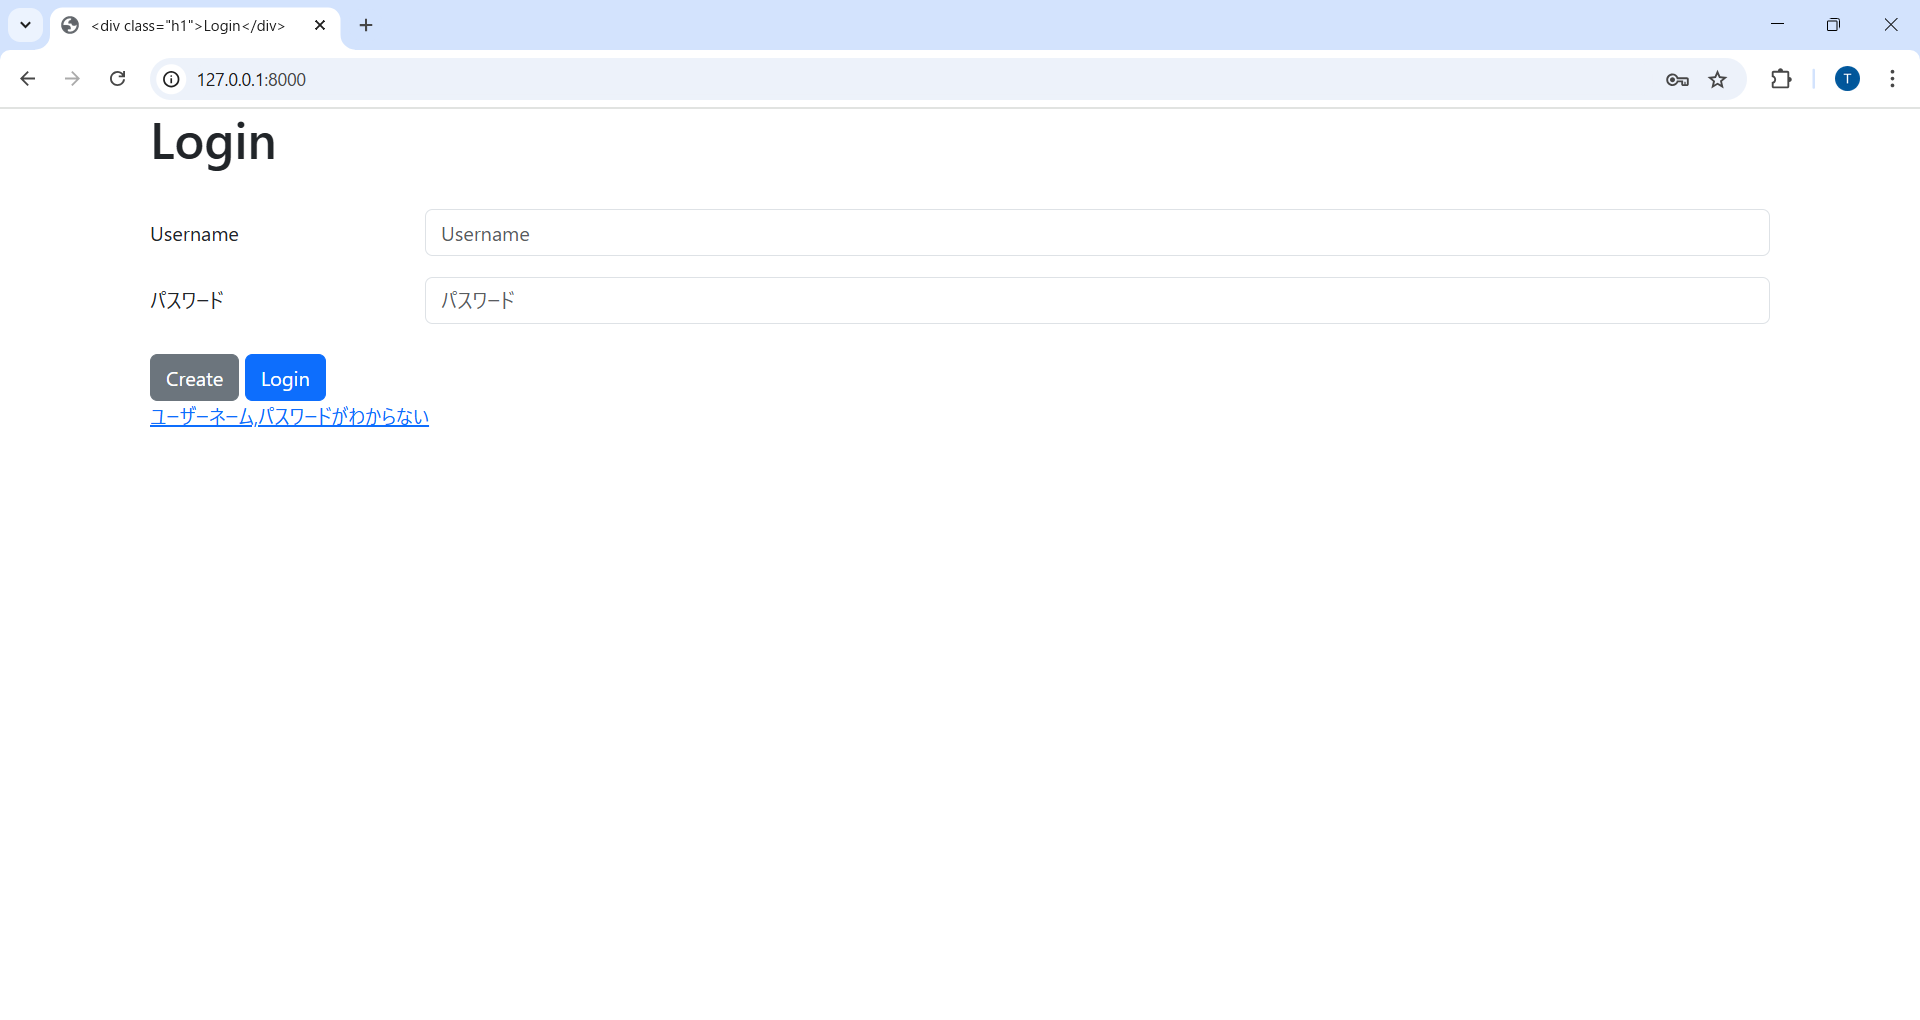 <div class="h1">Login</div>
127.0.0.1:8000
T
Login
Username
Username
パスワード
パスワード
Create Login
ユーザーネーム,パスワードがわからない